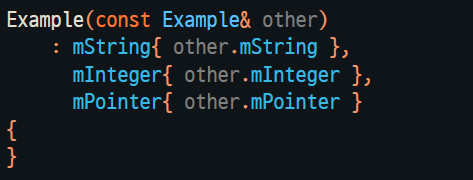 Example(const Example& other)
    : mString{ other.mString },
      mInteger{ other.mInteger },
      mPointer{ other.mPointer }
{
}